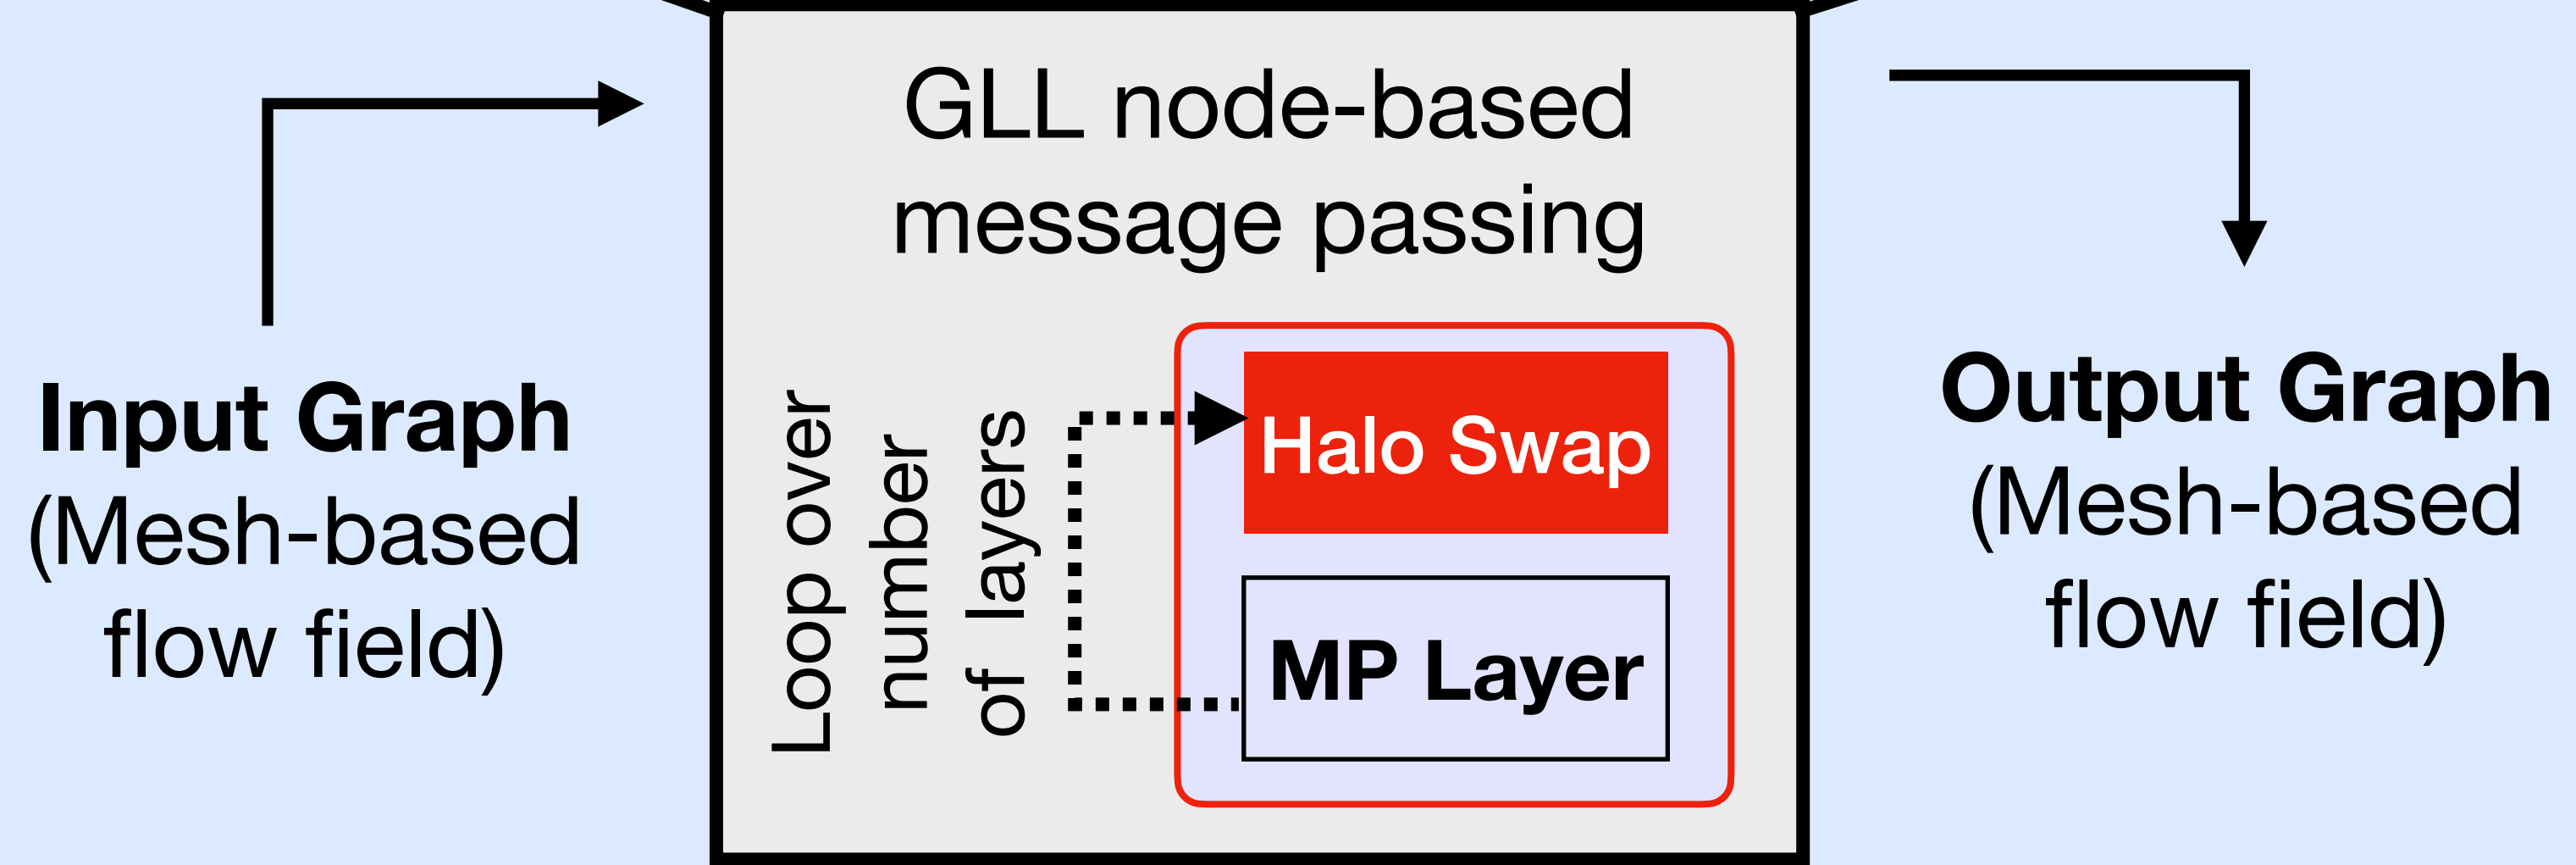 Input Graph
(Mesh-based
flow field)
GLL node-based
message passing
Loop over
number
of layers
Halo Swap
MP Layer
Output Graph
(Mesh-based
flow field)